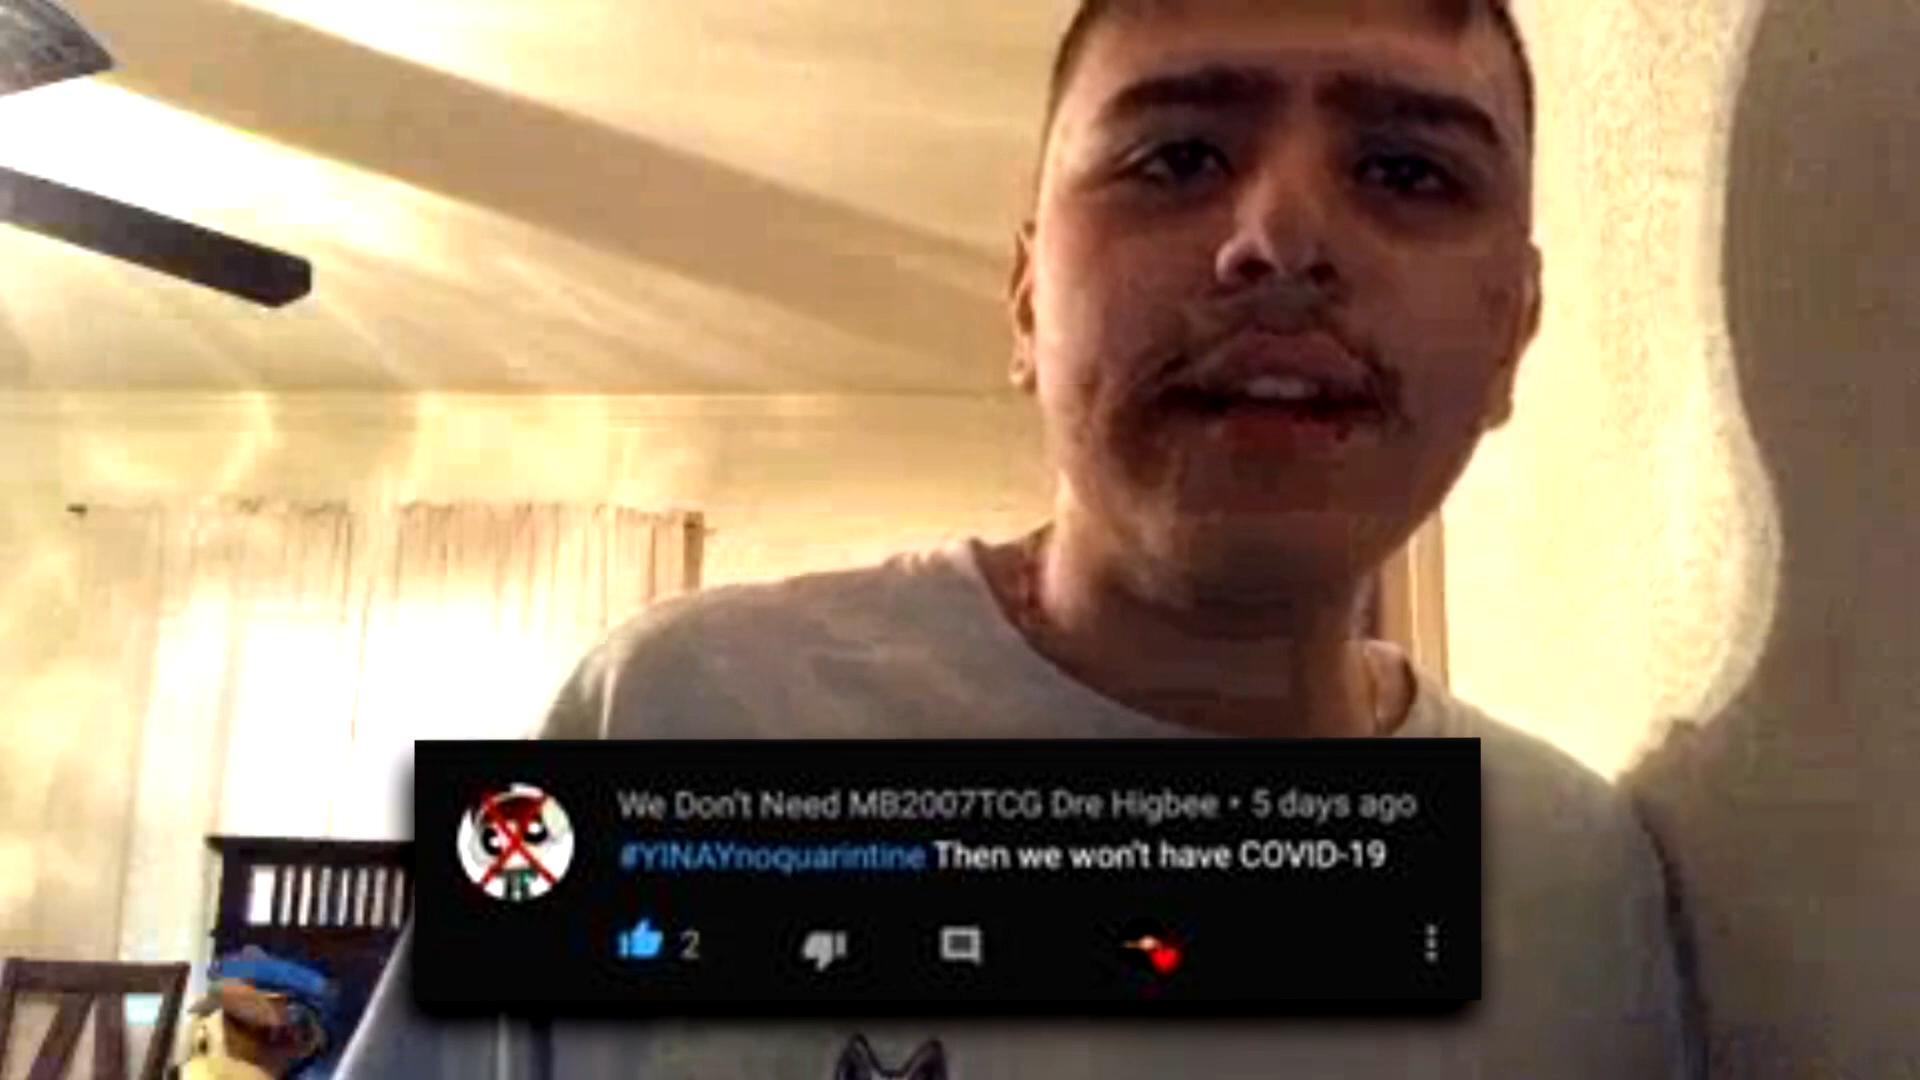 We Don't Need MB2007TCG Dre Higbee • 5 days ago
#YINAYnoquarintine Then we won't have COVID-19
2